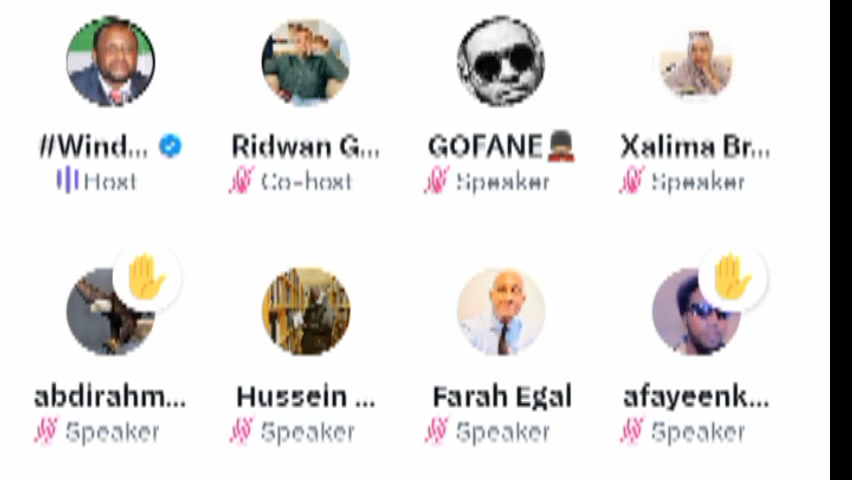 //Wind... Ridwan G... GOFANE Xalima Br...
Host Co-host Speaker Speaker
abdirahm... Hussein ... Farah Egal afayeenk...
Speaker Speaker Speaker Speaker